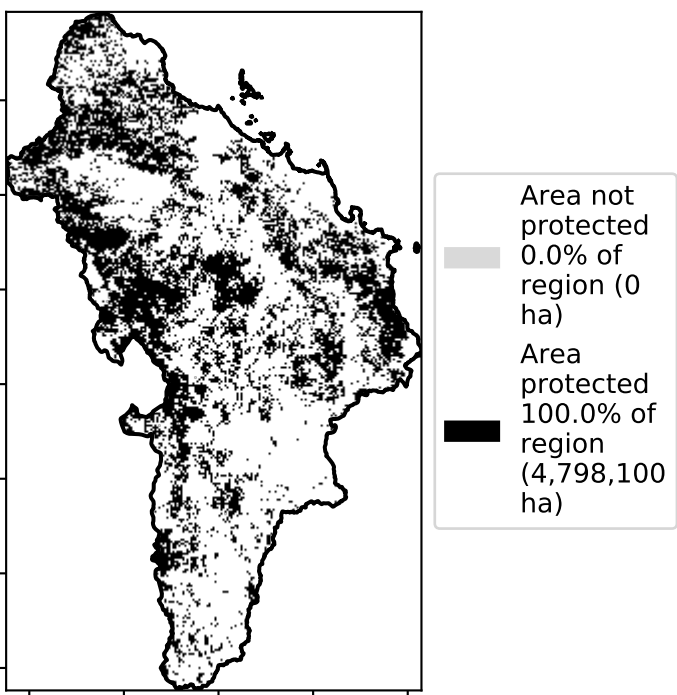 Area not
protected
0.0% of
region (0
ha)
Area
protected
100.0% of
region
(4,798,100
ha)